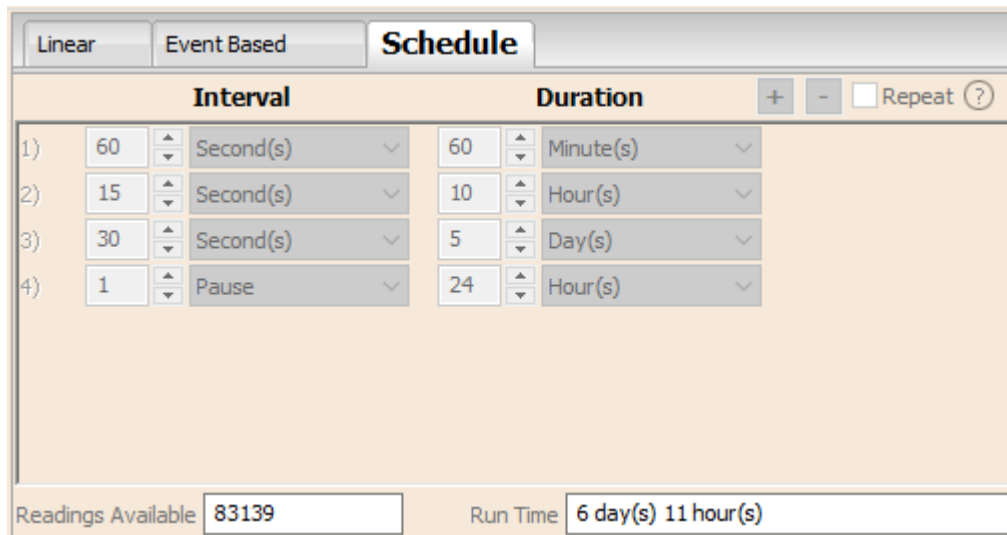 Linear Event Based Schedule
Interval Duration + - Repeat ?
1) 60 Second(s) 60 Minute(s)
2) 15 Second(s) 10 Hour(s)
3) 30 Second(s) 5 Day(s)
4) 1 Pause 24 Hour(s)
Readings Available 83139 Run Time 6 day(s) 11 hour(s)